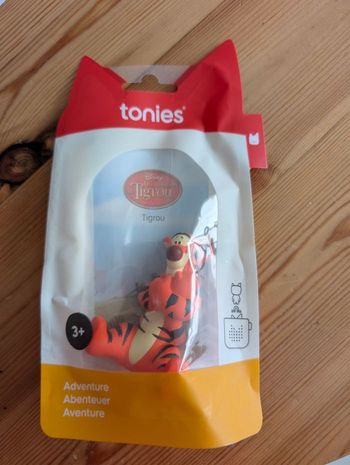 tonies®
Disney
Tigrou
Tigrou
3+
Adventure
Abenteuer
Aventure